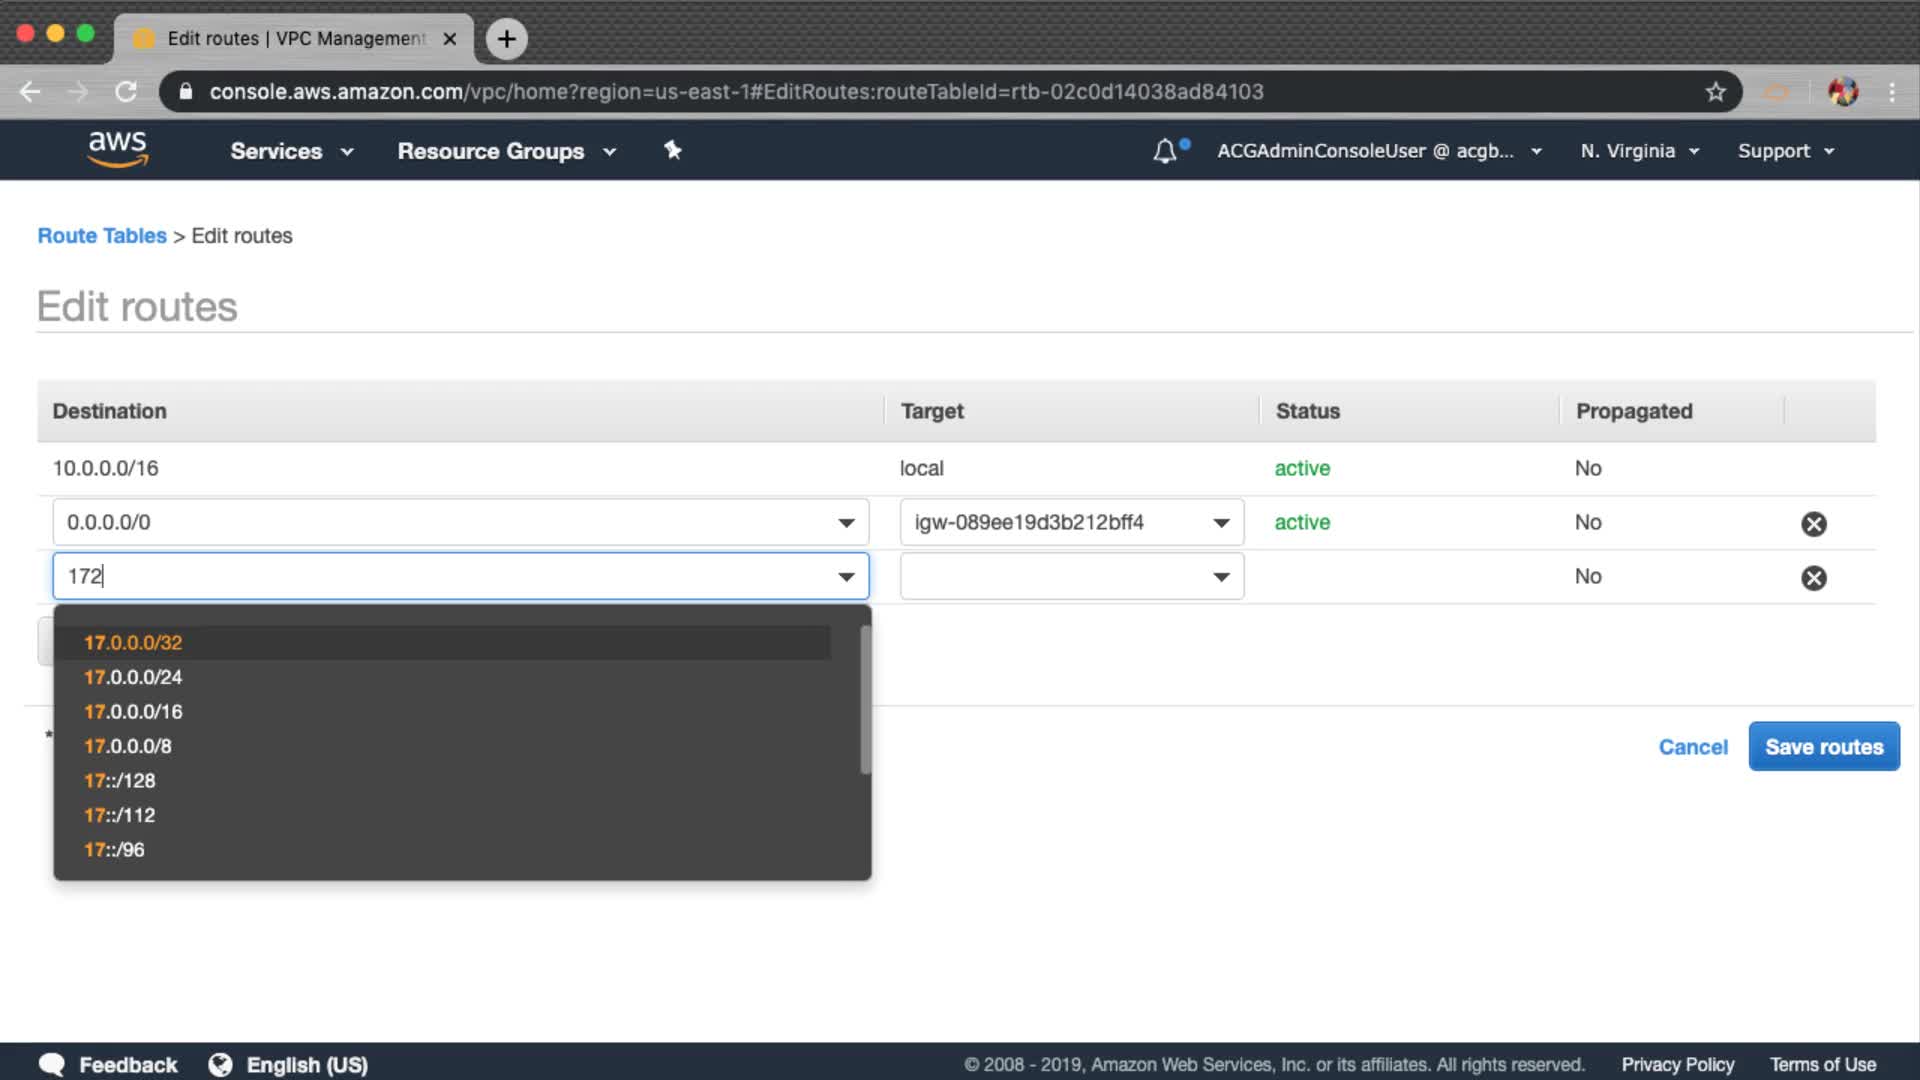 Edit routes | VPC Management
console.aws.amazon.com/vpc/home?region=us-east-1#EditRoutes:routeTableId=rtb-02c0d14038ad84103
aws
Services
Resource Groups
ACGAdminConsoleUser @ acgb...
N. Virginia
Support
Route Tables > Edit routes
Edit routes
Destination Target Status Propagated
10.0.0.0/16 local active No
0.0.0.0/0 igw-089ee19d3b212bff4 active No
172 No
17.0.0.0/32
17.0.0.0/24
17.0.0.0/16
17.0.0.0/8
17::/128
17::/112
17::/96
*
Cancel
Save routes
Feedback
English (US)
© 2008 - 2019, Amazon Web Services, Inc. or its affiliates. All rights reserved.
Privacy Policy
Terms of Use